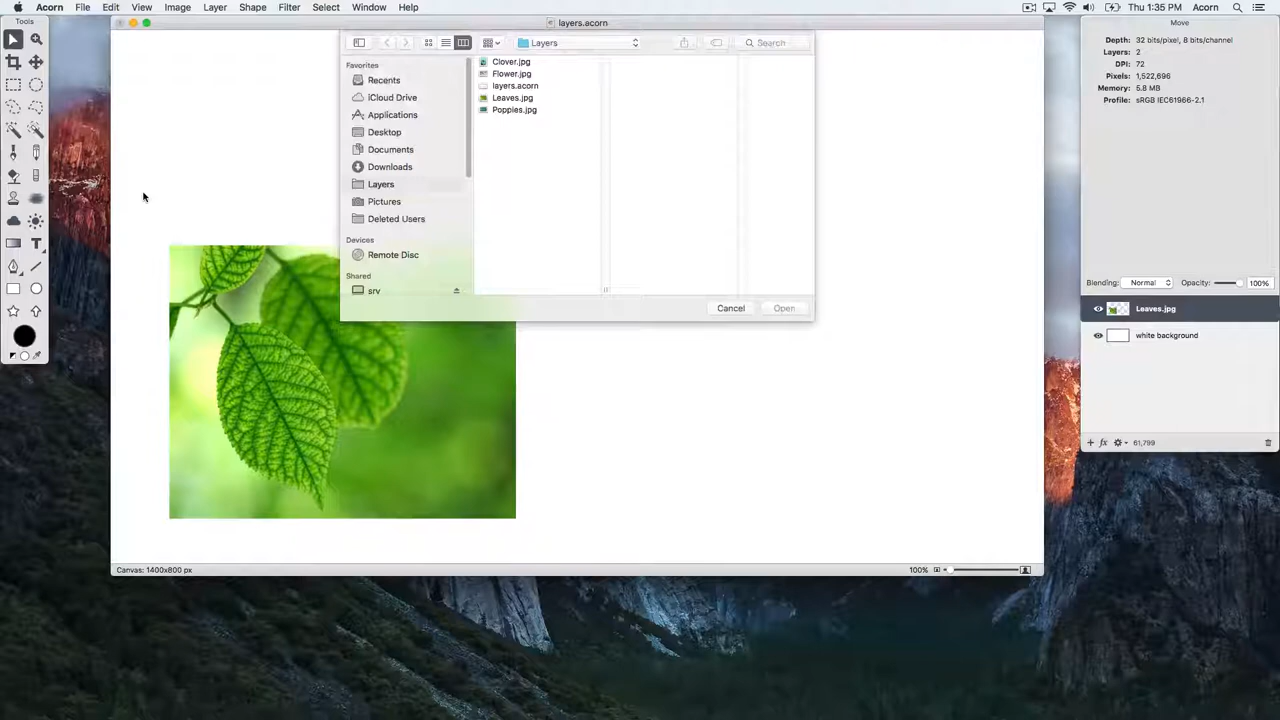 Acorn File Edit View Image Layer Shape Filter Select Window Help
Thu 1:35 PM Acorn
Tools
layers.acorn
Move
Layers
Search
Favorites
Recents
iCloud Drive
Applications
Desktop
Documents
Downloads
Layers
Pictures
Deleted Users
Devices
Remote Disc
Shared
srv
Clover.jpg
Flower.jpg
layers.acorn
Leaves.jpg
Poppies.jpg
Cancel
Open
Depth: 32 bits/pixel, 8 bits/channel
Layers: 2
DPI: 72
Pixels: 1,522,696
Memory: 5.8 MB
Profile: sRGB IEC61966-2.1
Blending: Normal Opacity: 100%
Leaves.jpg
white background
fx 61,799
T
Canvas: 1400x800 px
100%